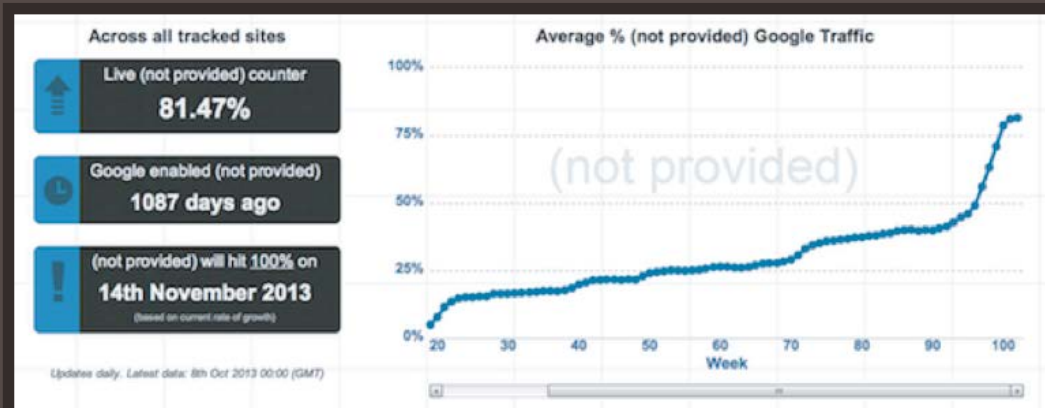 Across all tracked sites
Live (not provided) counter
81.47%
Google enabled (not provided)
1087 days ago
(not provided) will hit 100% on
14th November 2013
(based on current rate of growth)
Updates daily. Latest data: 8th Oct 2013 00:00 (GMT)
Average % (not provided) Google Traffic
100%
75%
(not provided)
50%
25%
0%
20 30 40 50 60 70 80 90 100
Week